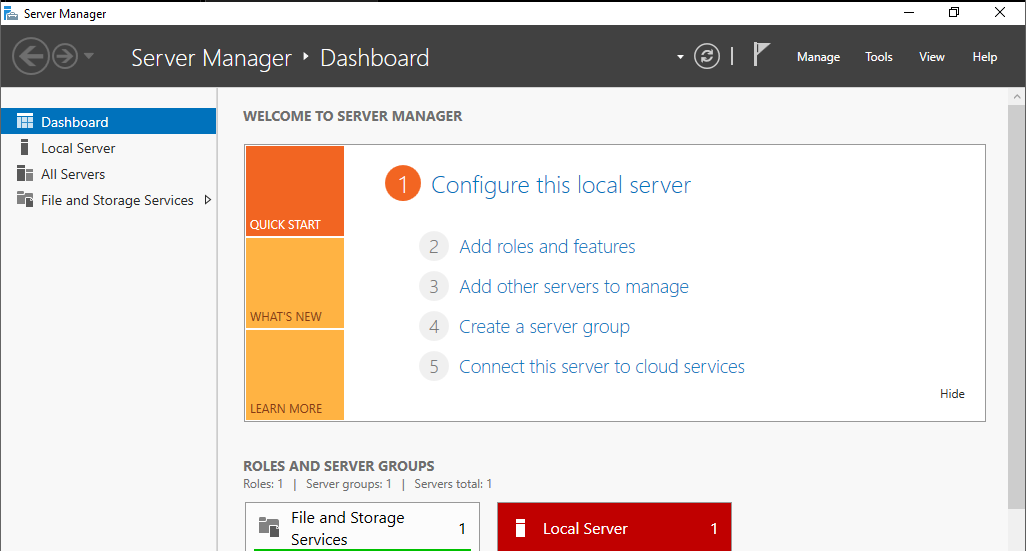 Server Manager
Server Manager ‣ Dashboard
Manage Tools View Help
Dashboard
Local Server
All Servers
File and Storage Services
WELCOME TO SERVER MANAGER
QUICK START
WHAT'S NEW
LEARN MORE
1 Configure this local server
2 Add roles and features
3 Add other servers to manage
4 Create a server group
5 Connect this server to cloud services
Hide
ROLES AND SERVER GROUPS
Roles: 1 | Server groups: 1 | Servers total: 1
File and Storage
Services
1
Local Server 1